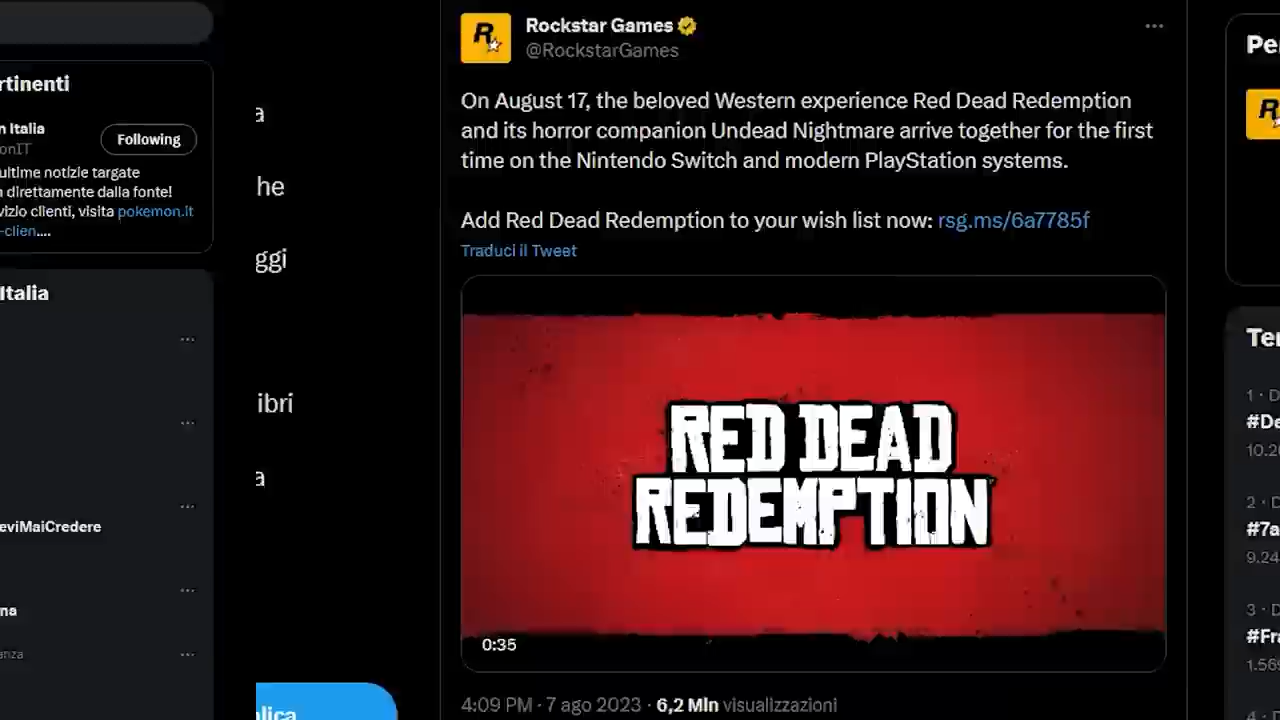 rtinenti
n Italia
onIT
Following
ultime notizie targate
n direttamente dalla fonte!
vizio clienti, visita pokemon.it
-clien....
Italia
eviMaiCredere
na
anza
a
he
ggi
ibri
a
olica
Rockstar Games
@RockstarGames
On August 17, the beloved Western experience Red Dead Redemption
and its horror companion Undead Nightmare arrive together for the first
time on the Nintendo Switch and modern PlayStation systems.
Add Red Dead Redemption to your wish list now: rsg.ms/6a7785f
Traduci il Tweet
RED DEAD
REDEMPTION
0:35
4:09 PM · 7 ago 2023 · 6,2 Mln visualizzazioni
Pe
Te
1 · D
#De
10.2
2 · D
#7a
9.24
3 · D
#Fra
1.569